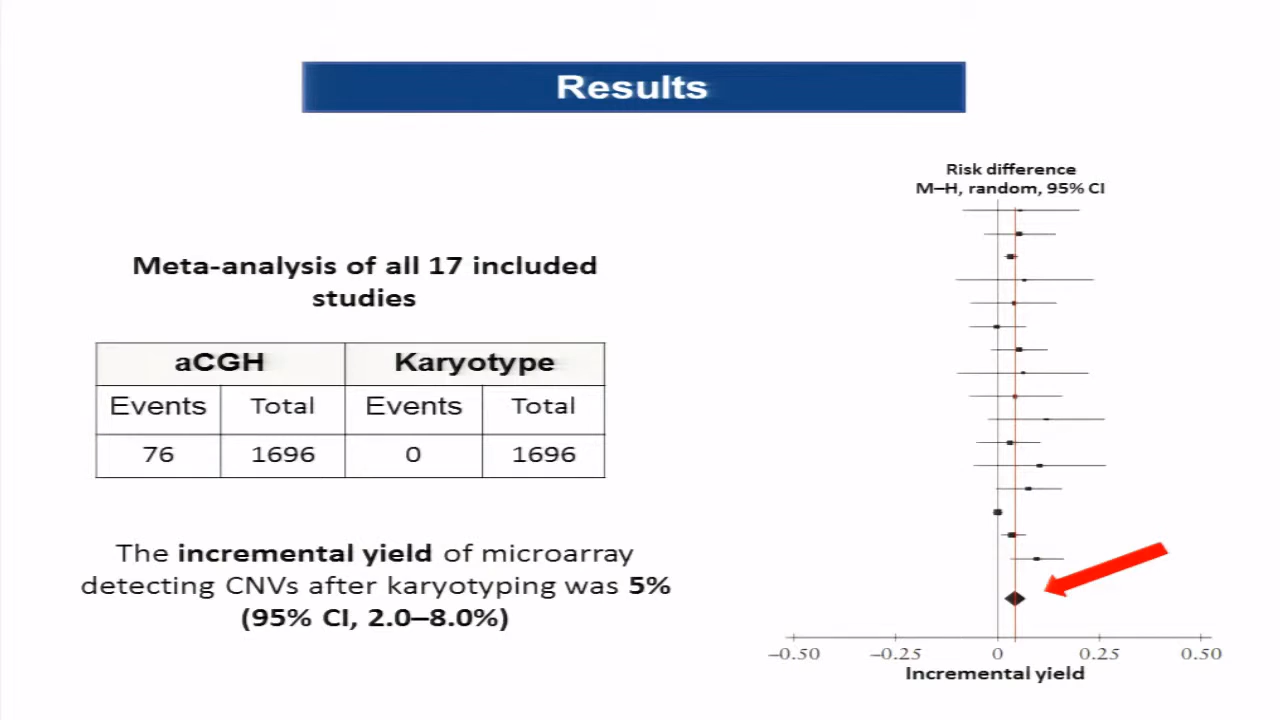 Results
Meta-analysis of all 17 included
studies
aCGH Karyotype
Events Total Events Total
76 1696 0 1696
The incremental yield of microarray
detecting CNVs after karyotyping was 5%
(95% CI, 2.0–8.0%)
Risk difference
M–H, random, 95% CI
–0.50 –0.25 0 0.25 0.50
Incremental yield